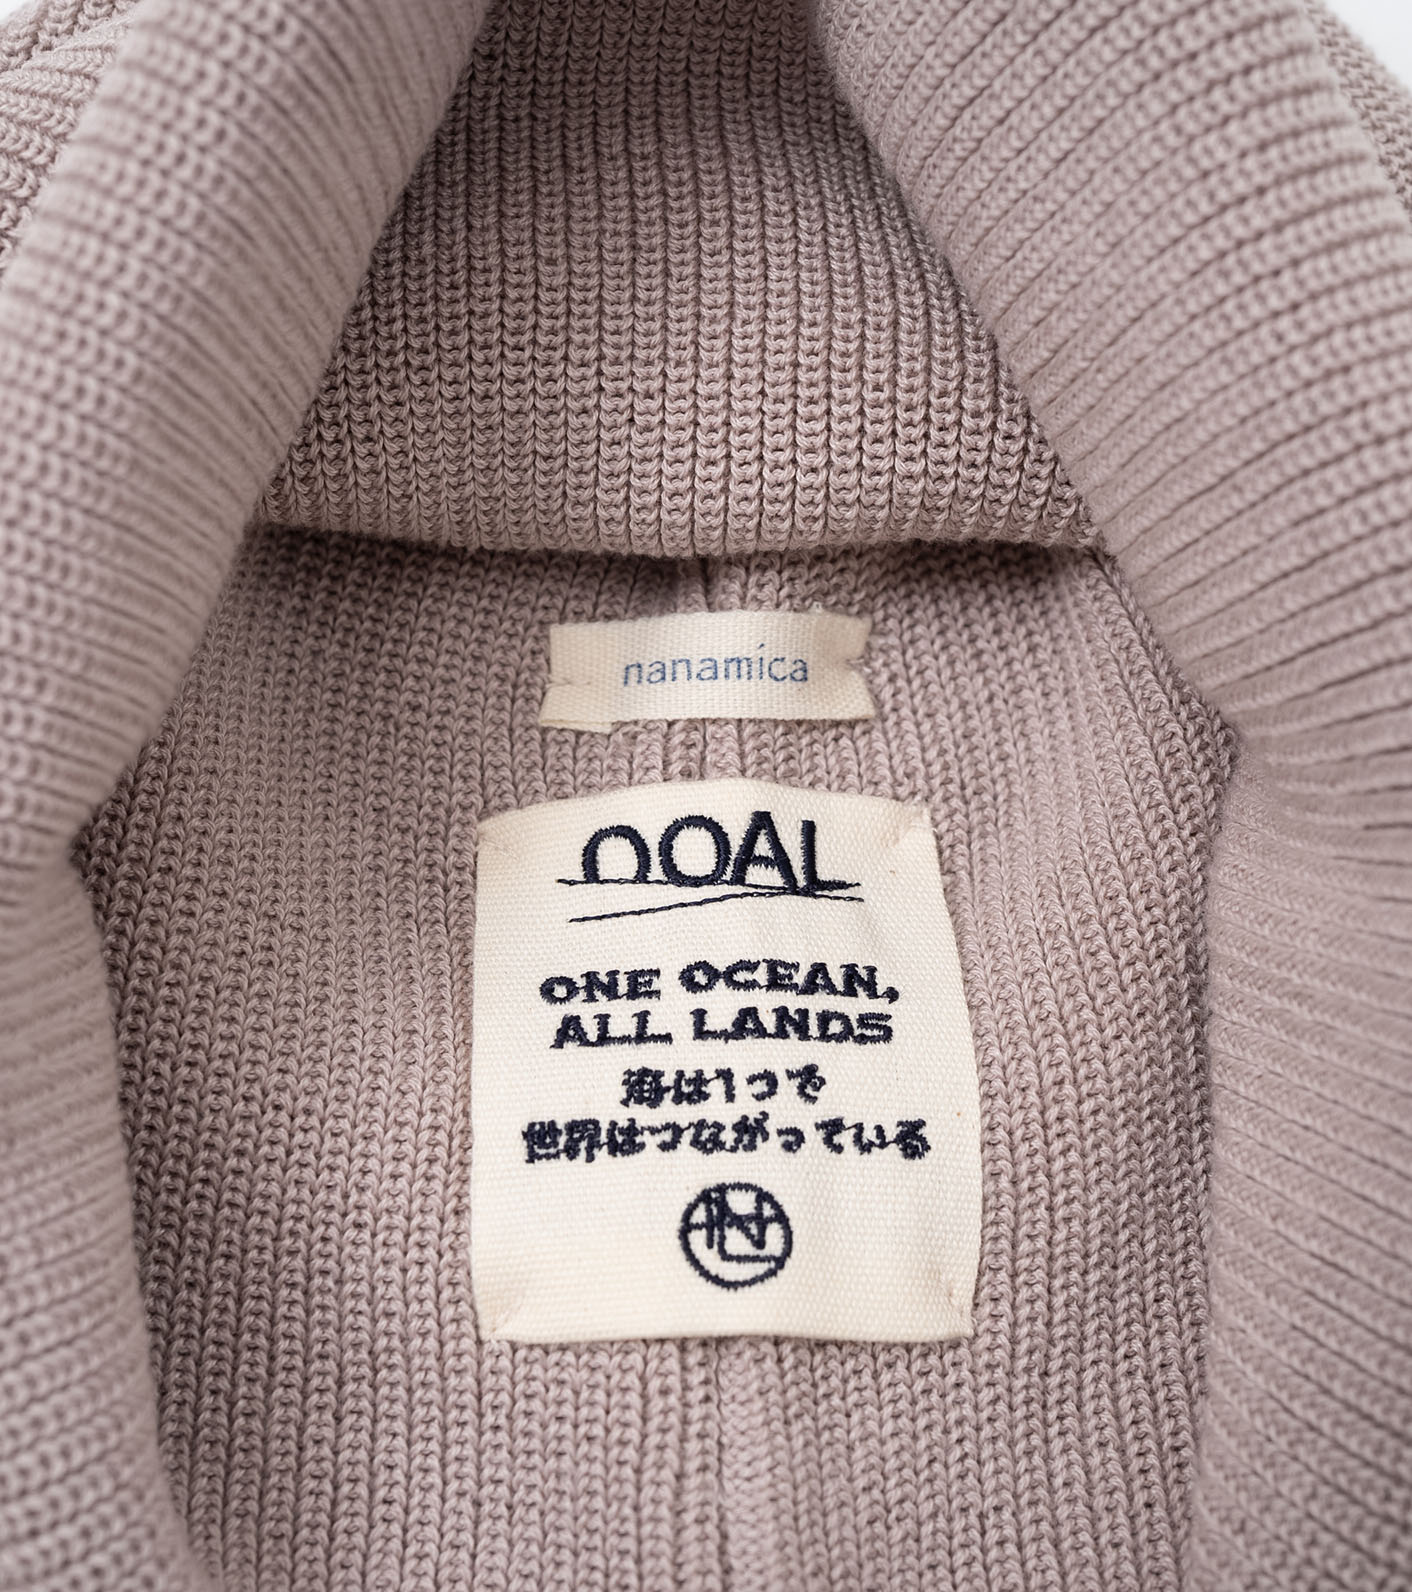 nanamica
NOAL
ONE OCEAN,
ALL LANDS
海は1つで
世界はつながっている